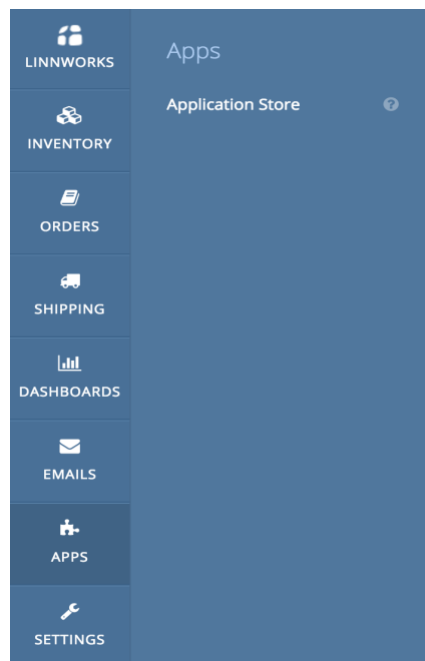 LINNWORKS
INVENTORY
ORDERS
SHIPPING
DASHBOARDS
EMAILS
APPS
SETTINGS
Apps
Application Store ?